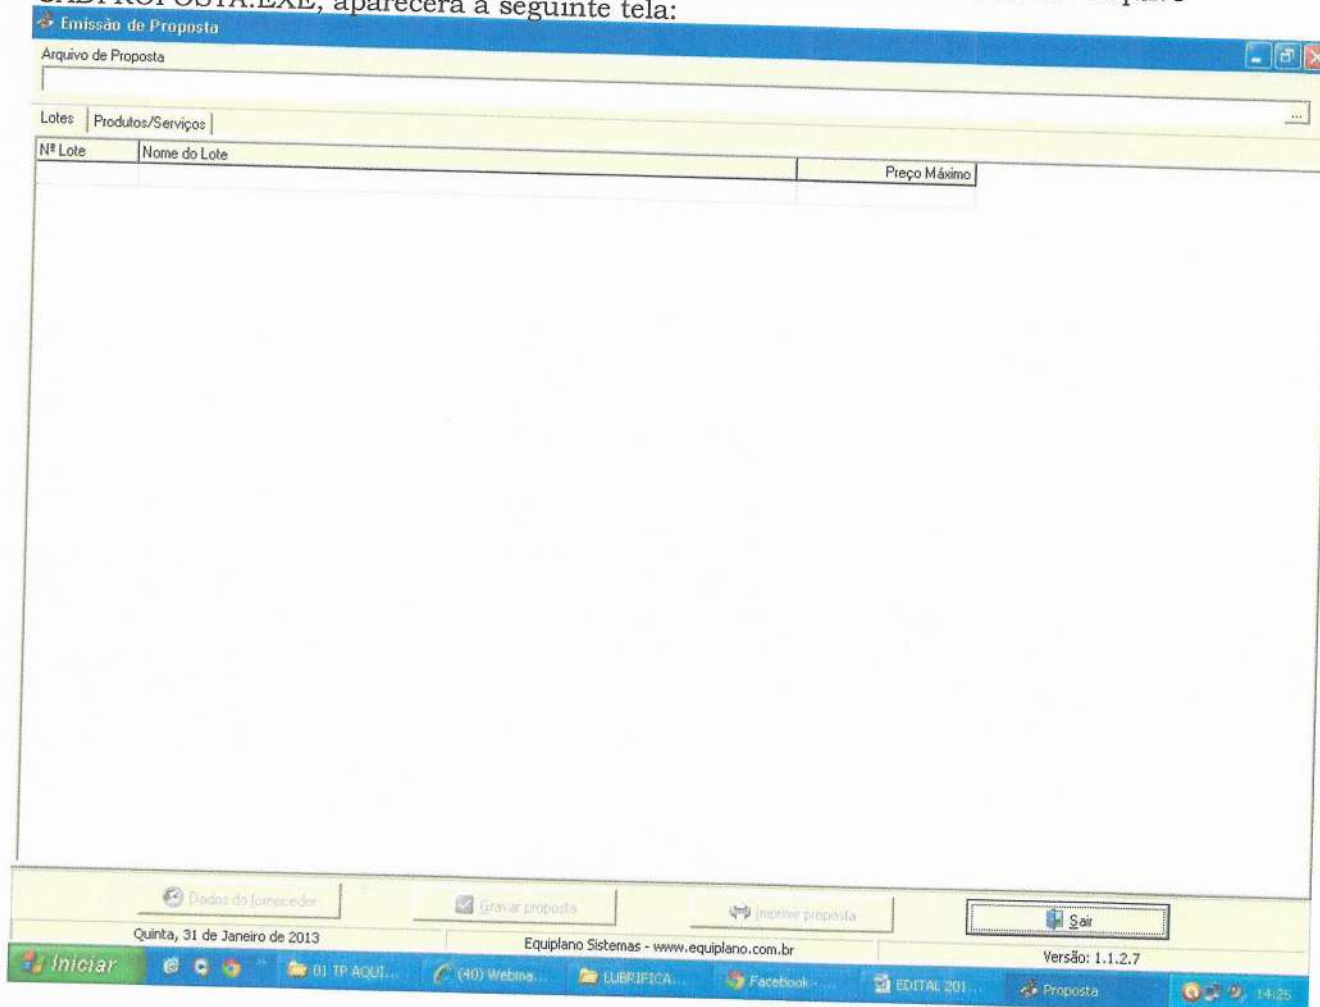 CADPROPOSTA.EXE, aparecerá a seguinte tela:
Emissão de Proposta
Arquivo de Proposta
...
Lotes Produtos/Serviços
Nº Lote Nome do Lote Preço Máximo
Dados do fornecedor Gravar proposta Imprimir proposta Sair
Quinta, 31 de Janeiro de 2013 Equiplano Sistemas - www.equiplano.com.br Versão: 1.1.2.7
Iniciar 01 TP AQUI... (40) Webma... LUBRIFICA... Facebook - ... EDITAL 201... Proposta 14:25